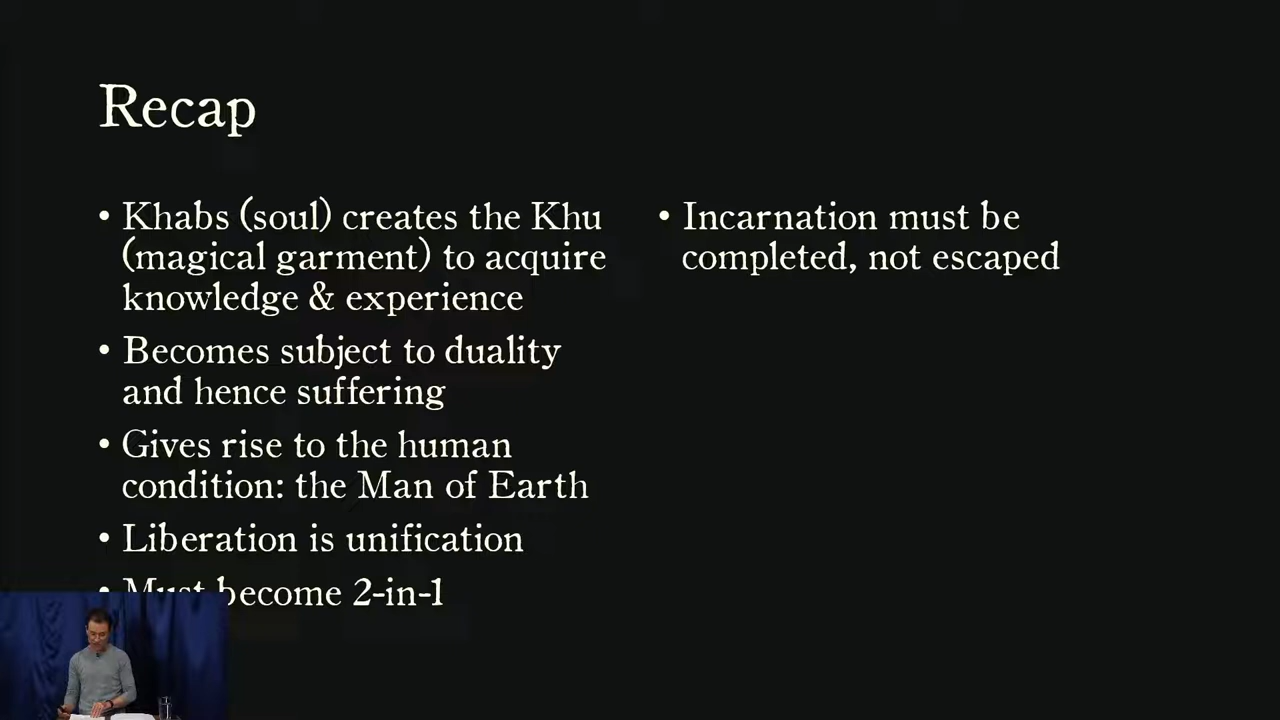 Recap
• Khabs (soul) creates the Khu
(magical garment) to acquire
knowledge & experience
• Becomes subject to duality
and hence suffering
• Gives rise to the human
condition: the Man of Earth
• Liberation is unification
• Must become 2-in-1
• Incarnation must be
completed, not escaped